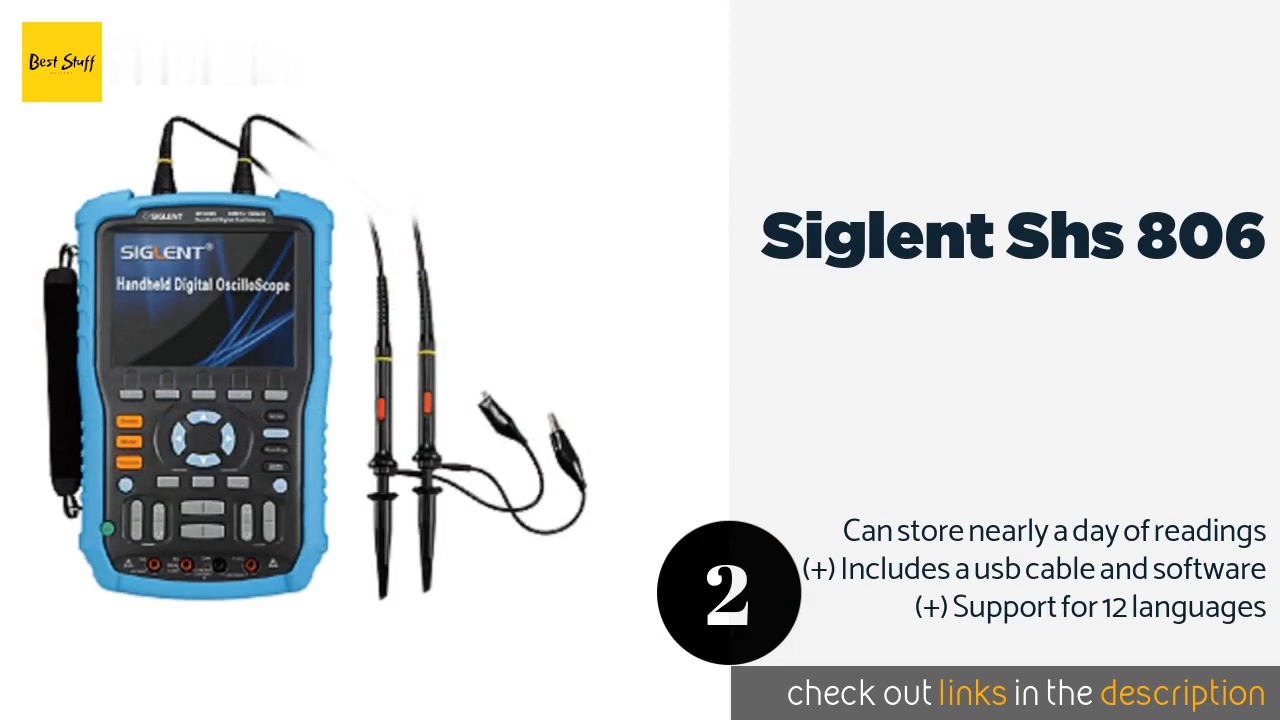 Best Stuff
Siglent Shs 806
SIGLENT
SIGLENT®
Handheld Digital OscilloScope
Can store nearly a day of readings
(+) Includes a usb cable and software
(+) Support for 12 languages
2
check out links in the description